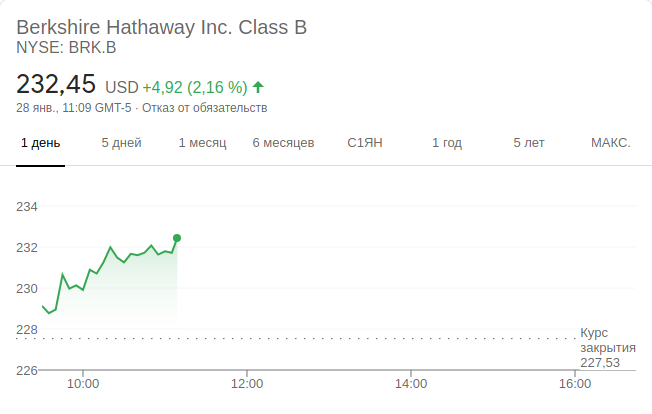 Berkshire Hathaway Inc. Class B
NYSE: BRK.B
232,45 USD +4,92 (2,16 %)
28 янв., 11:09 GMT-5 · Отказ от обязательств
1 день 5 дней 1 месяц 6 месяцев С1ЯН 1 год 5 лет МАКС.
234
232
230
228
226
Курс
закрытия
227,53
10:00 12:00 14:00 16:00